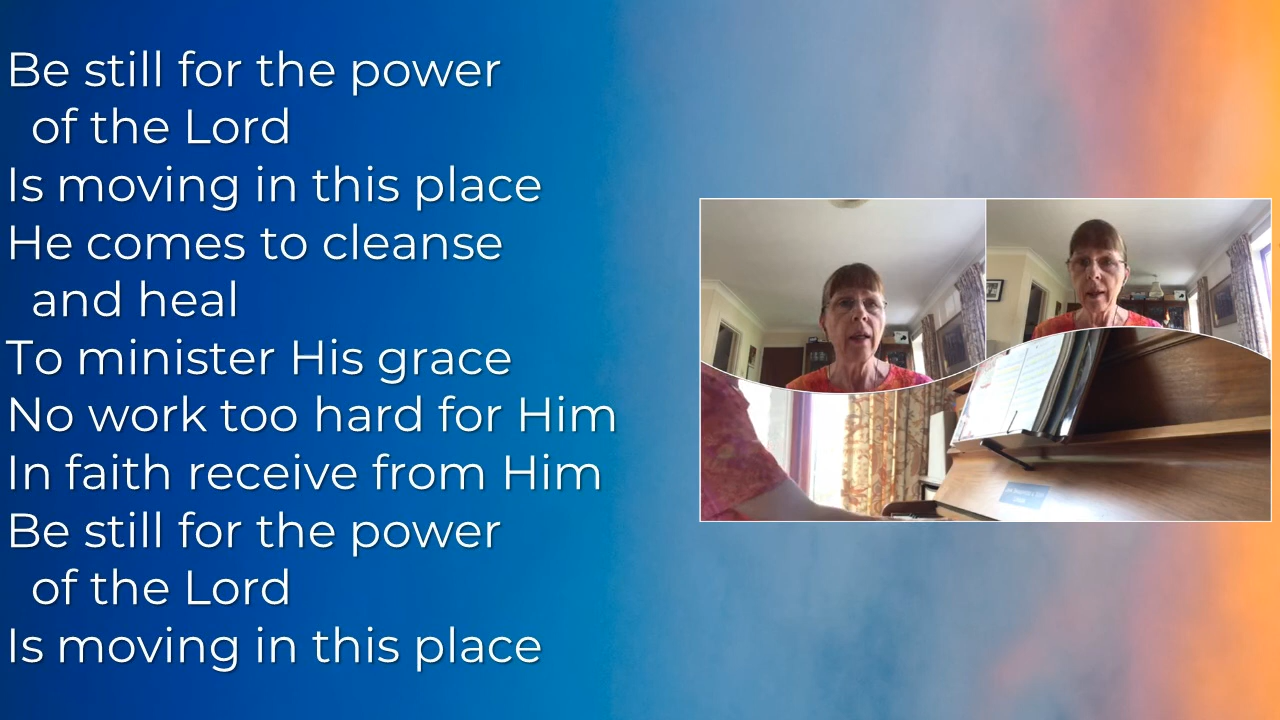 Be still for the power
of the Lord
Is moving in this place
He comes to cleanse
and heal
To minister His grace
No work too hard for Him
In faith receive from Him
Be still for the power
of the Lord
Is moving in this place